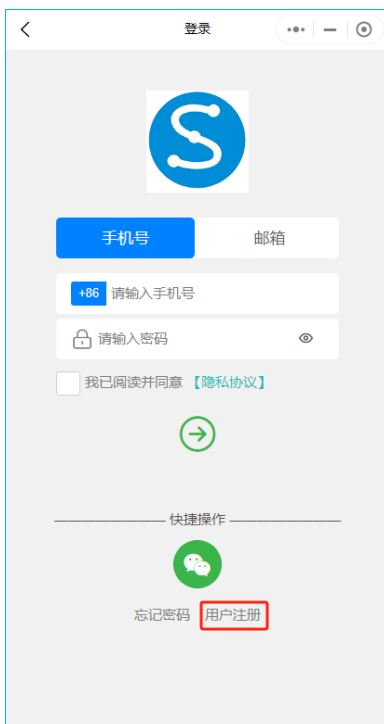 登录
手机号 邮箱
+86 请输入手机号
请输入密码
我已阅读并同意 【隐私协议】
快捷操作
忘记密码 用户注册